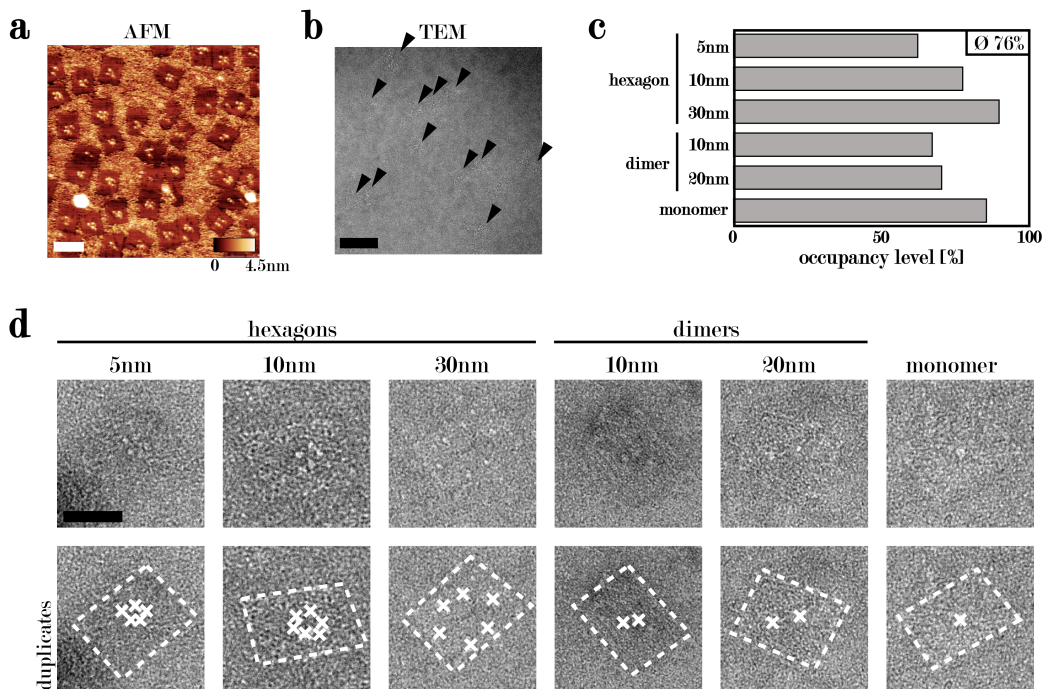 a
AFM
0 4.5nm
b
TEM
c
Ø 76%
hexagon
5nm
10nm
30nm
dimer
10nm
20nm
monomer
0 50 100
occupancy level [%]
d
hexagons
dimers
5nm 10nm 30nm 10nm 20nm monomer
duplicates